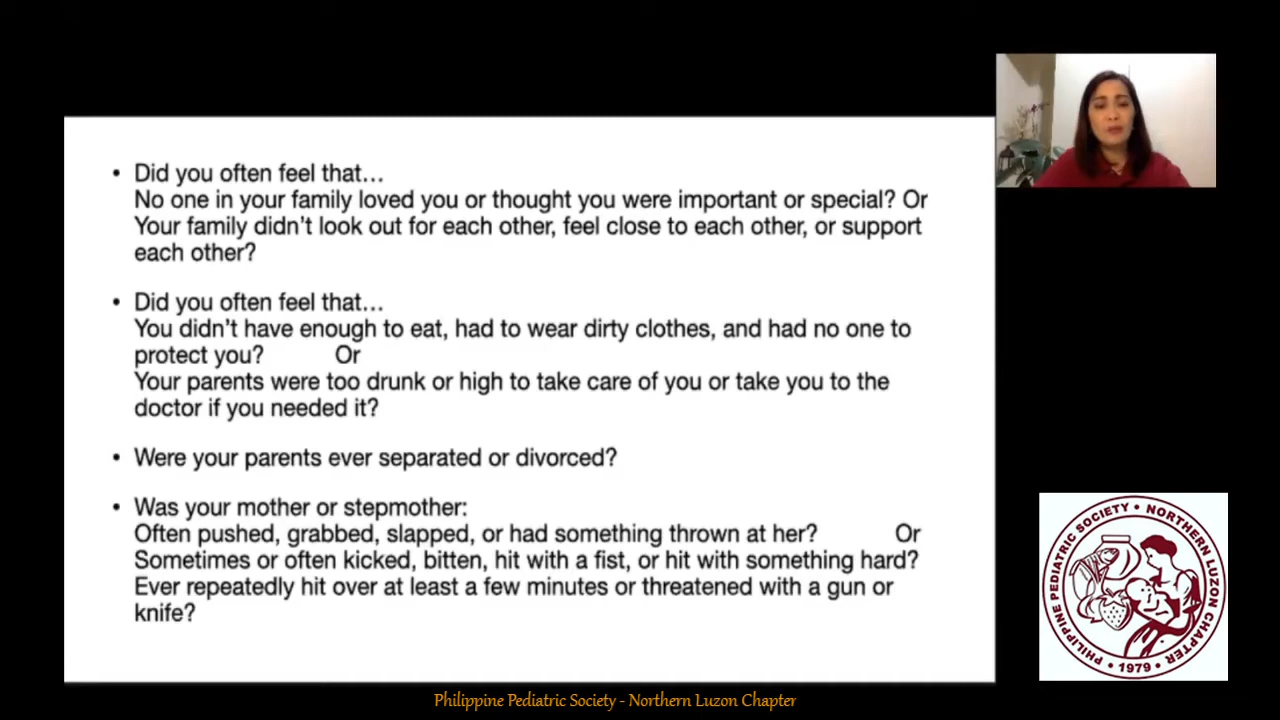 • Did you often feel that…
No one in your family loved you or thought you were important or special? Or
Your family didn't look out for each other, feel close to each other, or support
each other?
• Did you often feel that…
You didn't have enough to eat, had to wear dirty clothes, and had no one to
protect you? Or
Your parents were too drunk or high to take care of you or take you to the
doctor if you needed it?
• Were your parents ever separated or divorced?
• Was your mother or stepmother:
Often pushed, grabbed, slapped, or had something thrown at her? Or
Sometimes or often kicked, bitten, hit with a fist, or hit with something hard?
Ever repeatedly hit over at least a few minutes or threatened with a gun or
knife?
PHILIPPINE PEDIATRIC SOCIETY • NORTHERN LUZON CHAPTER • 1979 •
Philippine Pediatric Society - Northern Luzon Chapter